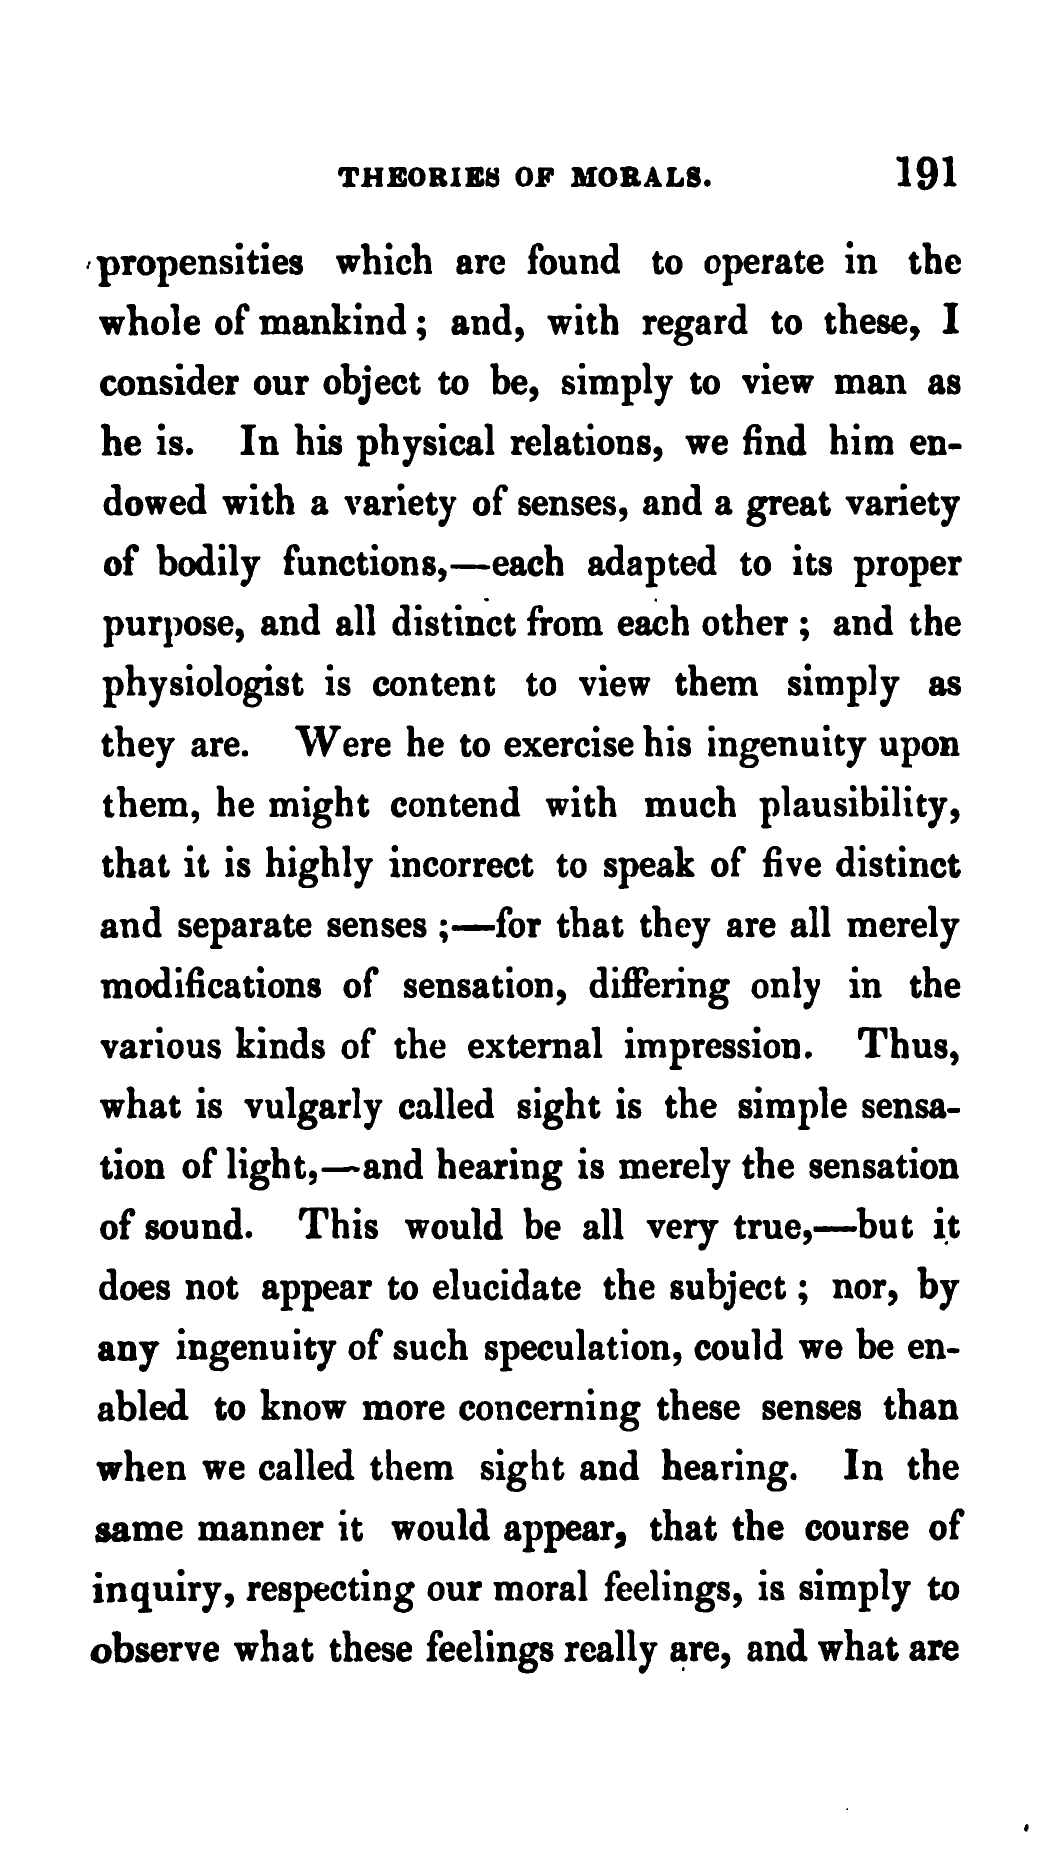 THEORIES OF MORALS. 191
propensities which are found to operate in the
whole of mankind ; and, with regard to these, I
consider our object to be, simply to view man as
he is. In his physical relations, we find him en-
dowed with a variety of senses, and a great variety
of bodily functions,—each adapted to its proper
purpose, and all distinct from each other ; and the
physiologist is content to view them simply as
they are. Were he to exercise his ingenuity upon
them, he might contend with much plausibility,
that it is highly incorrect to speak of five distinct
and separate senses ;—for that they are all merely
modifications of sensation, differing only in the
various kinds of the external impression. Thus,
what is vulgarly called sight is the simple sensa-
tion of light,—and hearing is merely the sensation
of sound. This would be all very true,—but it
does not appear to elucidate the subject ; nor, by
any ingenuity of such speculation, could we be en-
abled to know more concerning these senses than
when we called them sight and hearing. In the
same manner it would appear, that the course of
inquiry, respecting our moral feelings, is simply to
observe what these feelings really are, and what are